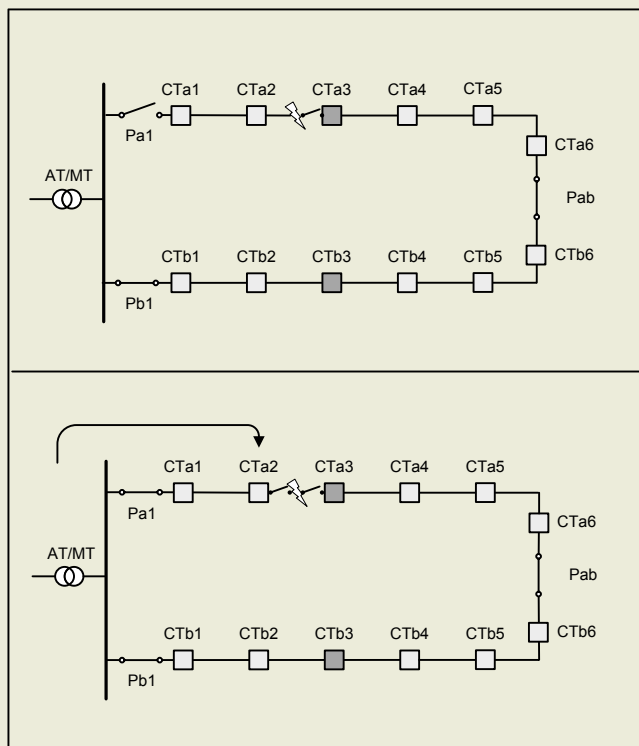 CTa1 CTa2 CTa3 CTa4 CTa5
Pa1
CTa6
AT/MT
Pab
CTb1 CTb2 CTb3 CTb4 CTb5 CTb6
Pb1
CTa1 CTa2 CTa3 CTa4 CTa5
Pa1
CTa6
AT/MT
Pab
CTb1 CTb2 CTb3 CTb4 CTb5 CTb6
Pb1